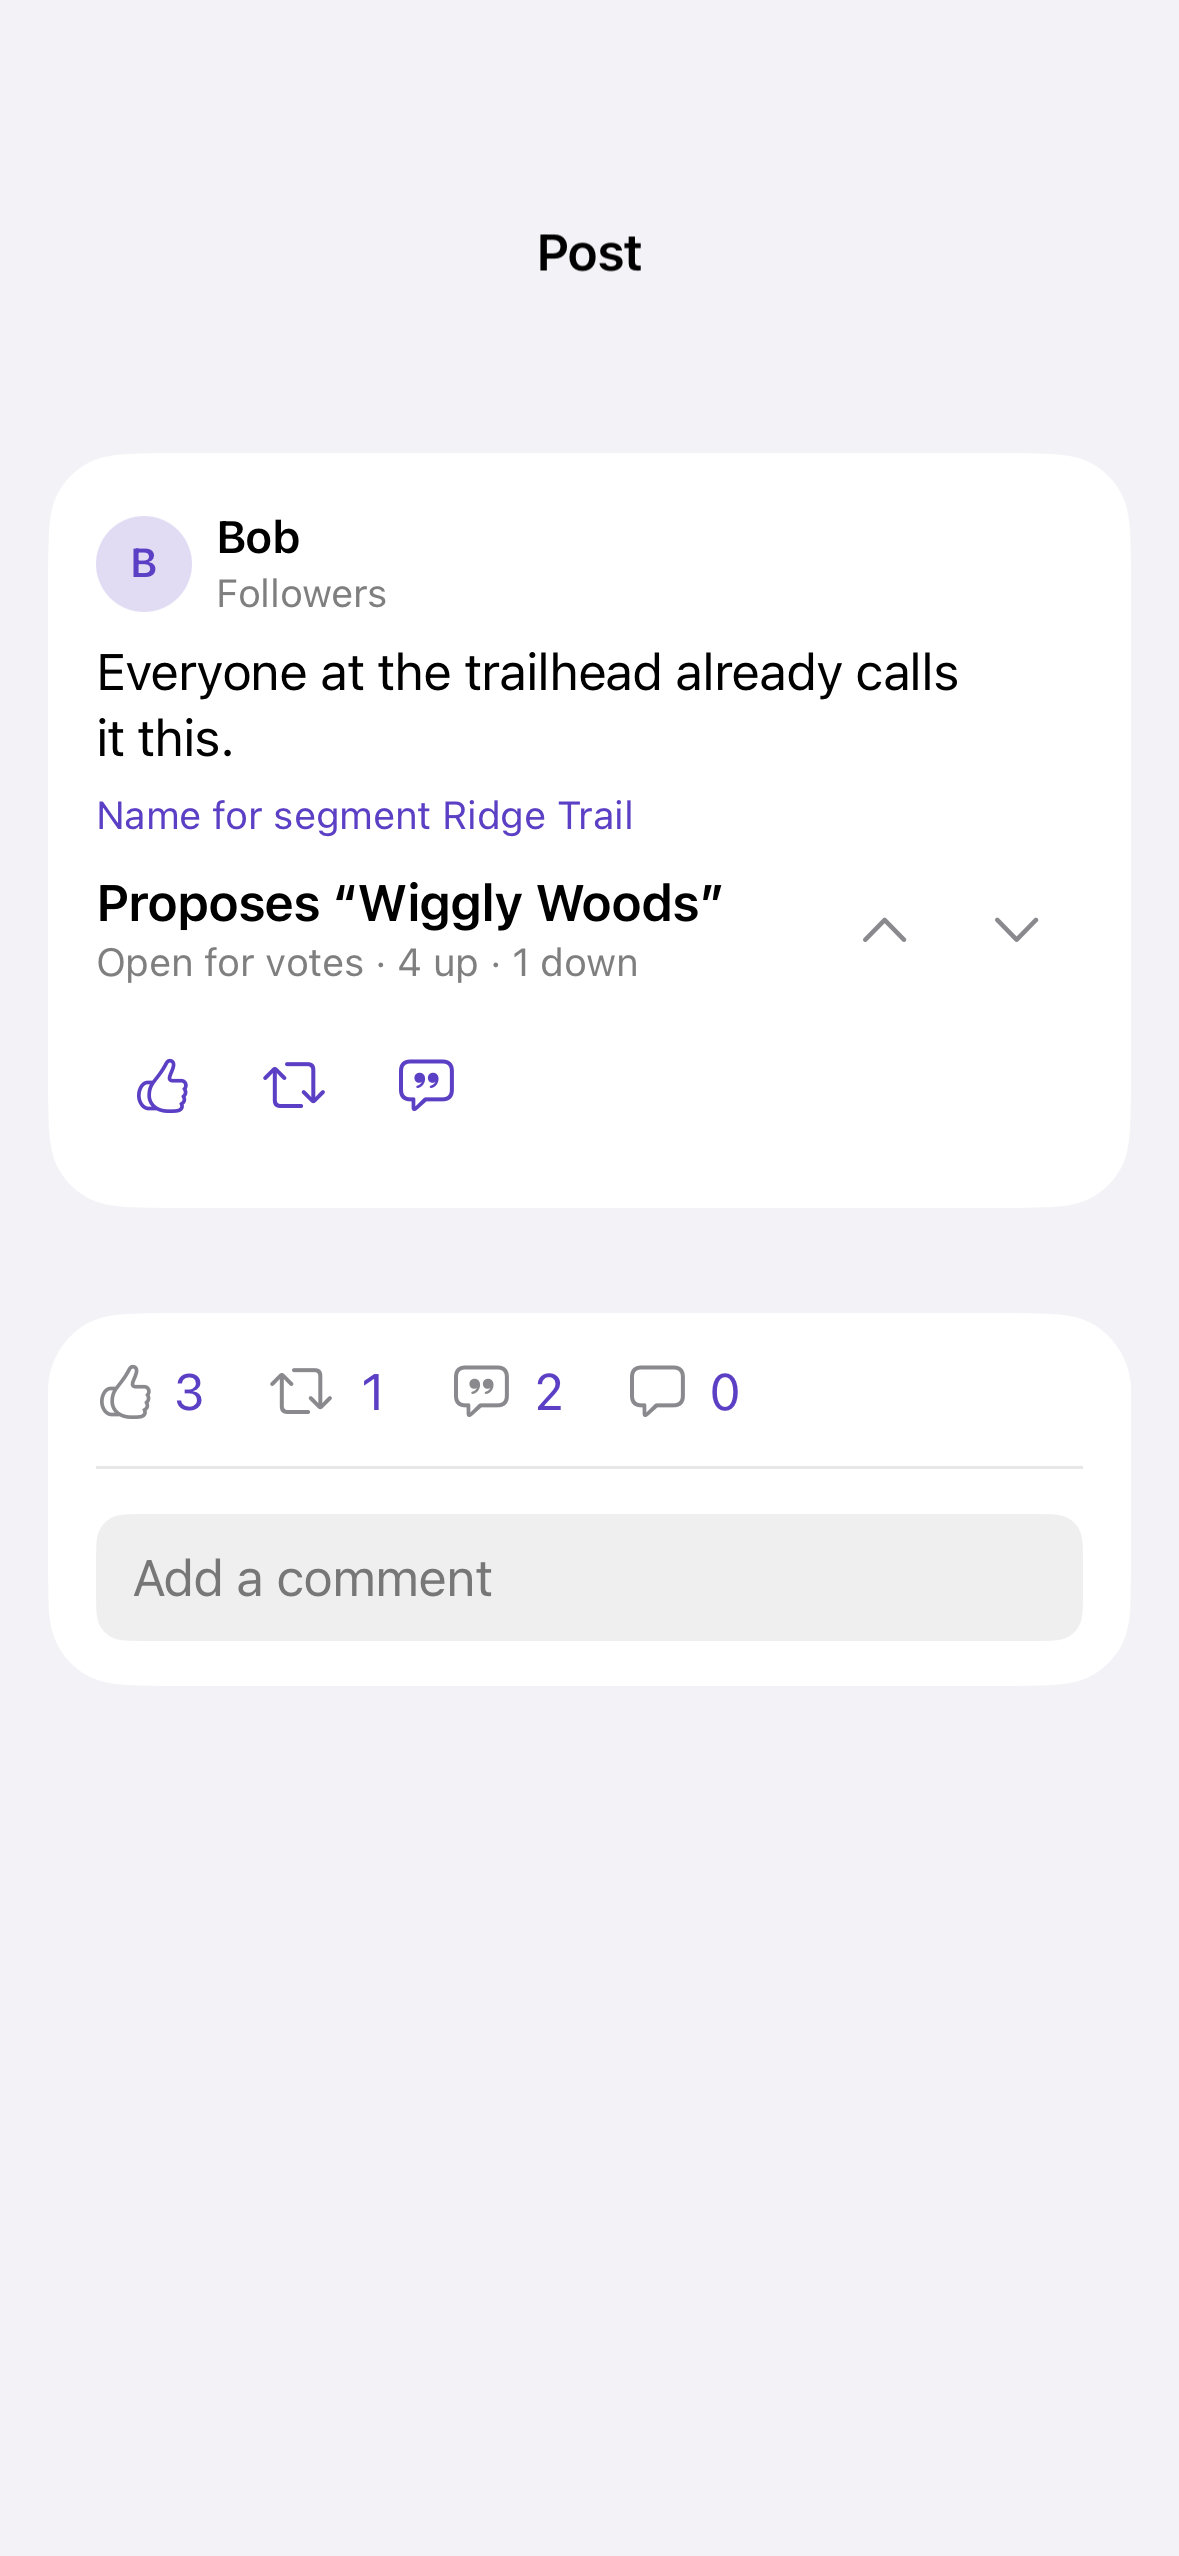 Post
B
Bob
Followers
Everyone at the trailhead already calls
it this.
Name for segment Ridge Trail
Proposes “Wiggly Woods”
Open for votes · 4 up · 1 down
3 1 2 0
Add a comment